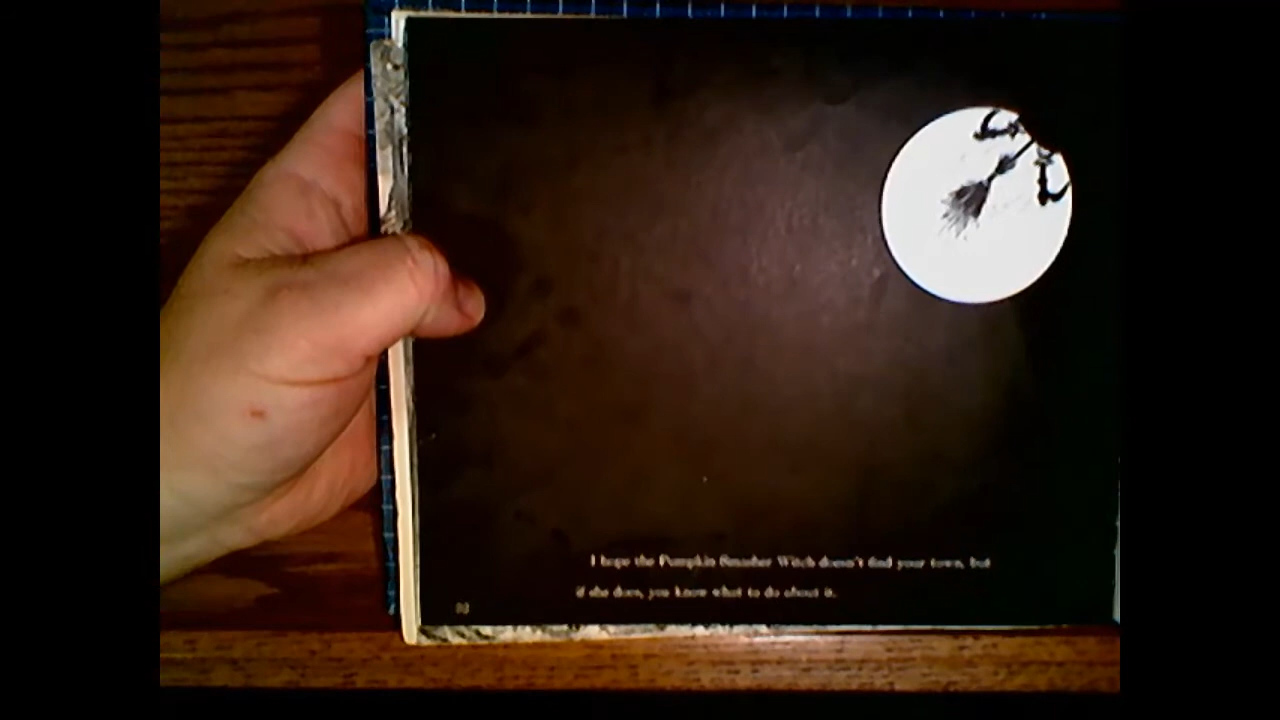 I hope the Pumpkin Smasher Witch doesn't find your town, but
if she does, you know what to do about it.